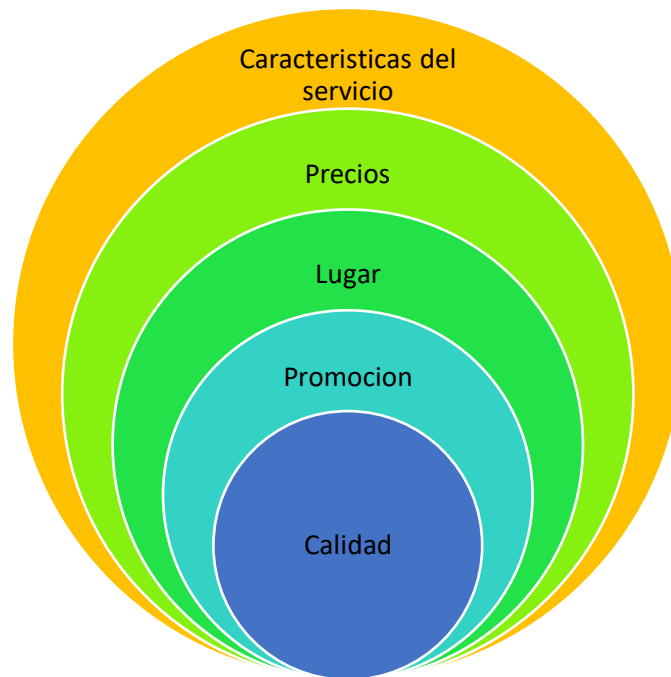 Caracteristicas del
servicio
Precios
Lugar
Promocion
Calidad